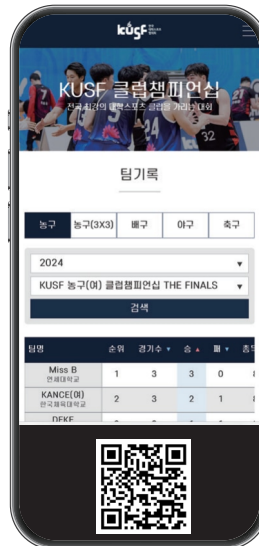 kusf
KUSF 클럽챔피언십
전국 최강의 대학스포츠 클럽을 가리는 대회
32
팀기록
농구 농구(3X3) 배구 야구 축구
2024 ▼
KUSF 농구(여) 클럽챔피언십 THE FINALS ▼
검색
팀명 순위 경기수 ▼ 승 ▲ 패 ▼
Miss B 1 3 3 0
연세대학교
KANCE(여) 2 3 2 1
한국체육대학교